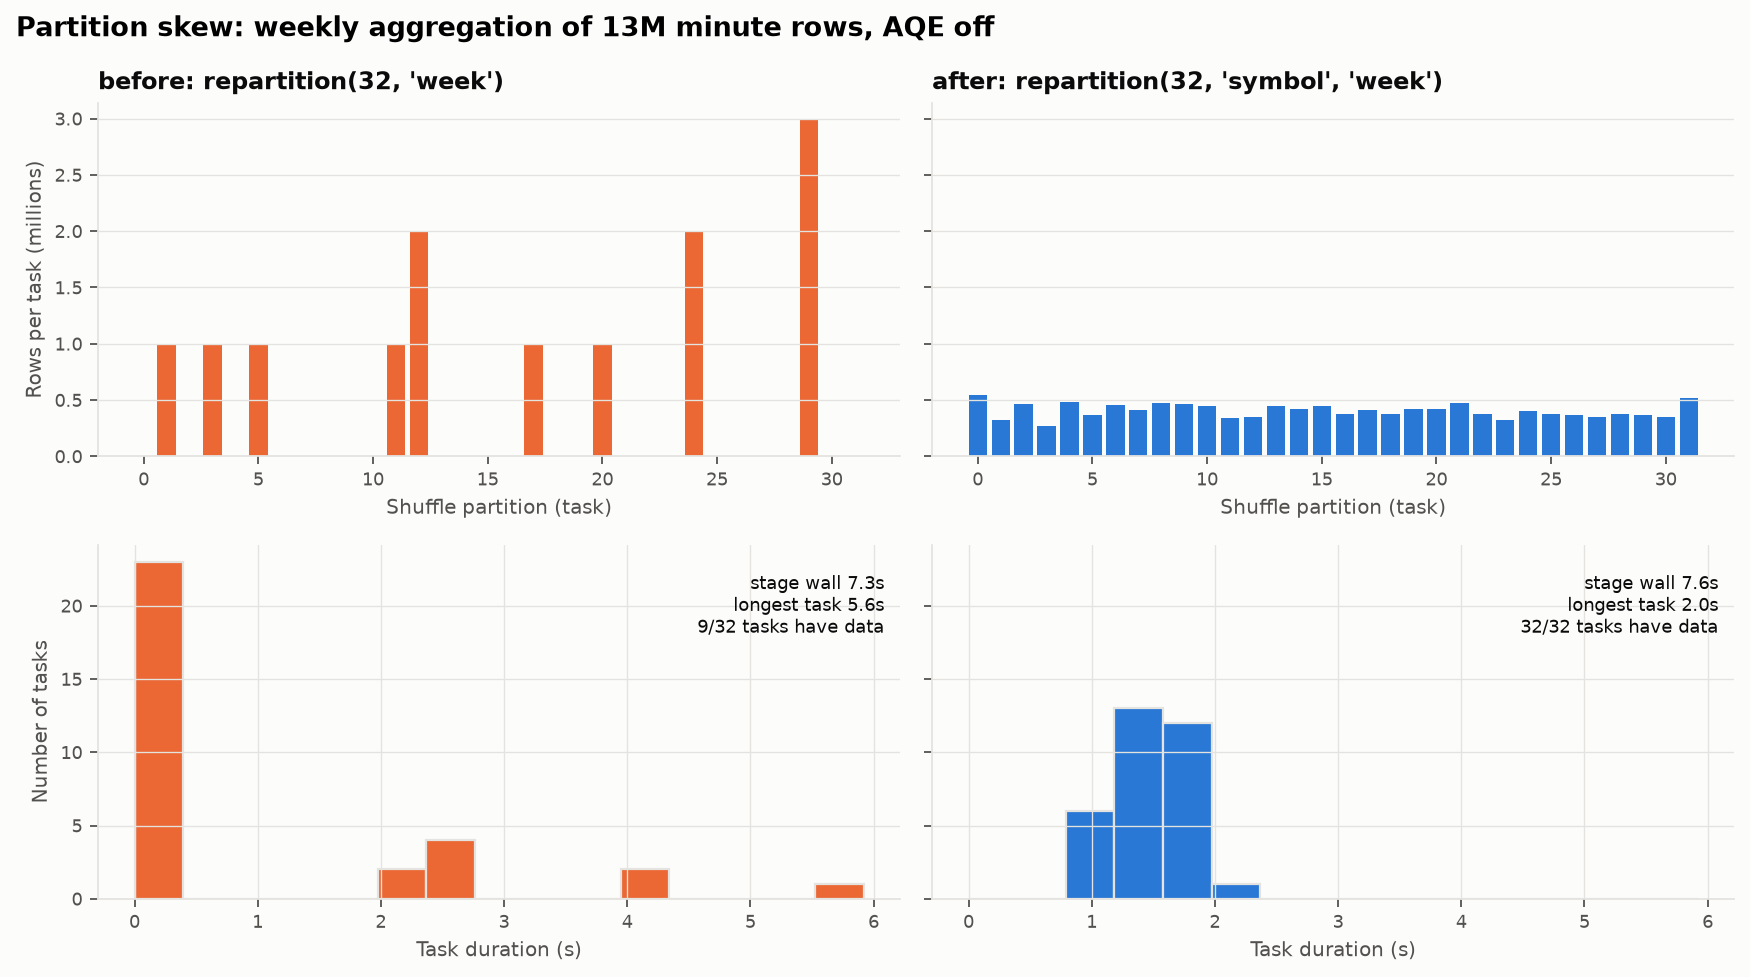 Partition skew: weekly aggregation of 13M minute rows, AQE off
before: repartition(32, 'week')
Rows per task (millions)
3.0
2.5
2.0
1.5
1.0
0.5
0.0
0 5 10 15 20 25 30
Shuffle partition (task)
after: repartition(32, 'symbol', 'week')
0 5 10 15 20 25 30
Shuffle partition (task)
Number of tasks
20
15
10
5
0
stage wall 7.3s
longest task 5.6s
9/32 tasks have data
0 1 2 3 4 5 6
Task duration (s)
stage wall 7.6s
longest task 2.0s
32/32 tasks have data
0 1 2 3 4 5 6
Task duration (s)